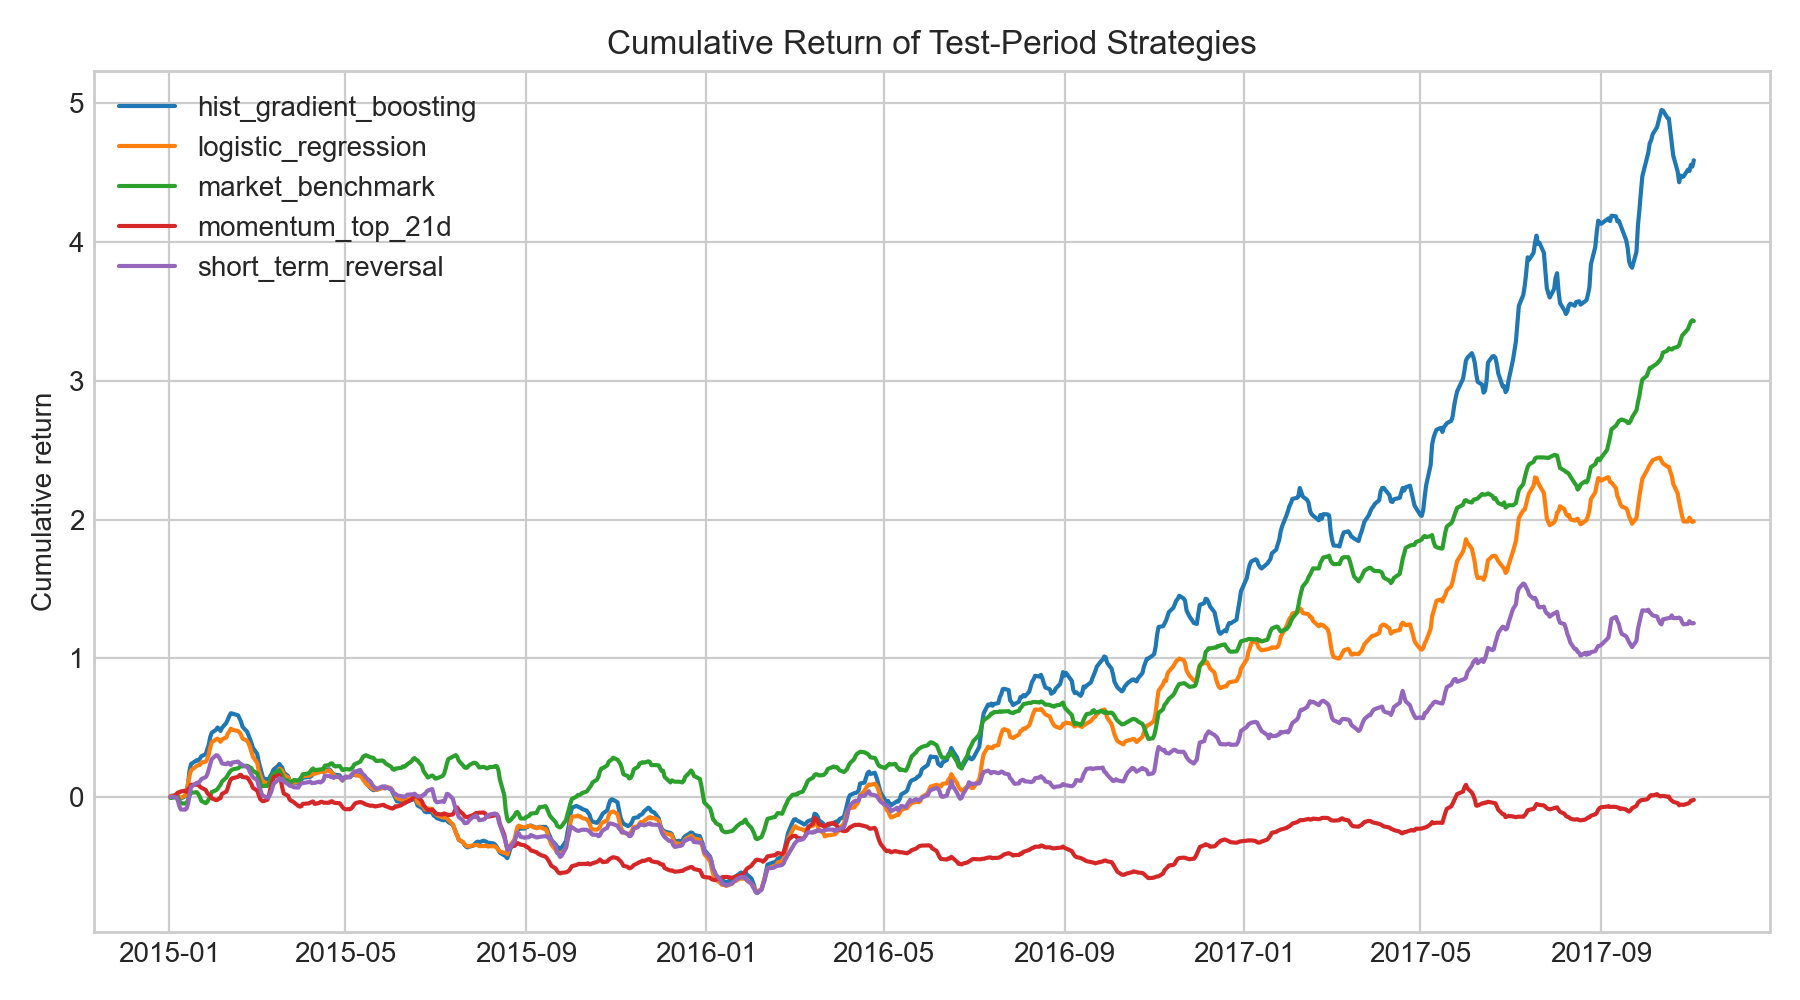 Cumulative Return of Test-Period Strategies
hist_gradient_boosting
logistic_regression
market_benchmark
momentum_top_21d
short_term_reversal
Cumulative return
5
4
3
2
1
0
2015-01 2015-05 2015-09 2016-01 2016-05 2016-09 2017-01 2017-05 2017-09